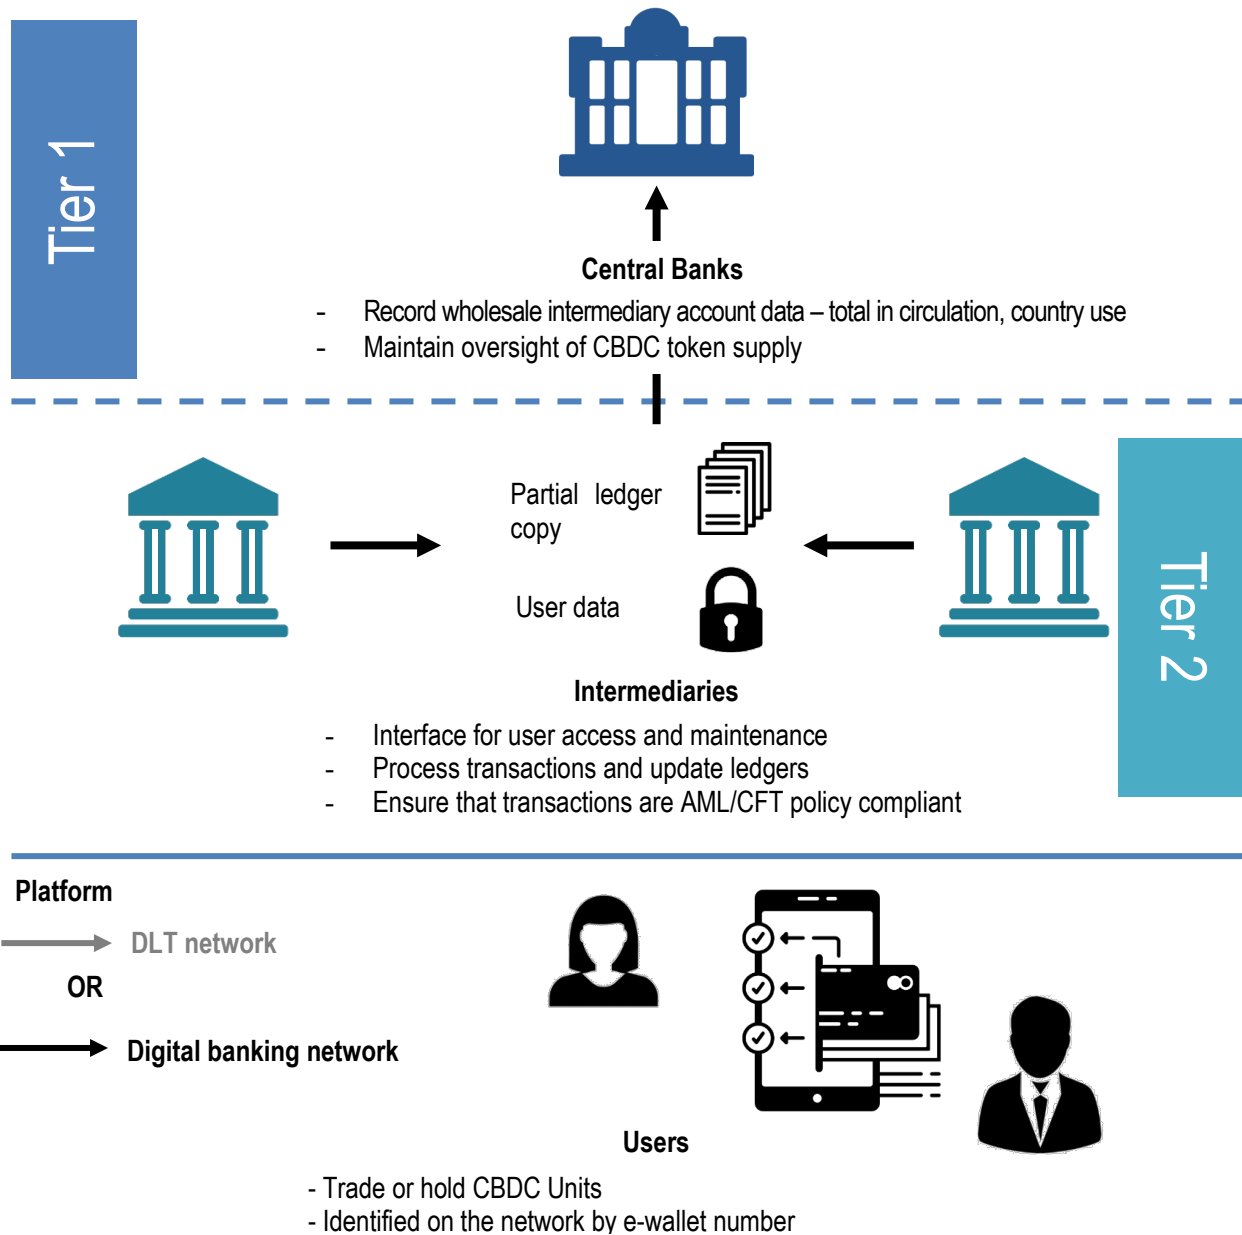 Tier 1
Central Banks
- Record wholesale intermediary account data – total in circulation, country use
- Maintain oversight of CBDC token supply
Partial ledger
copy
User data
Tier 2
Intermediaries
- Interface for user access and maintenance
- Process transactions and update ledgers
- Ensure that transactions are AML/CFT policy compliant
Platform
DLT network
OR
Digital banking network
Users
- Trade or hold CBDC Units
- Identified on the network by e-wallet number